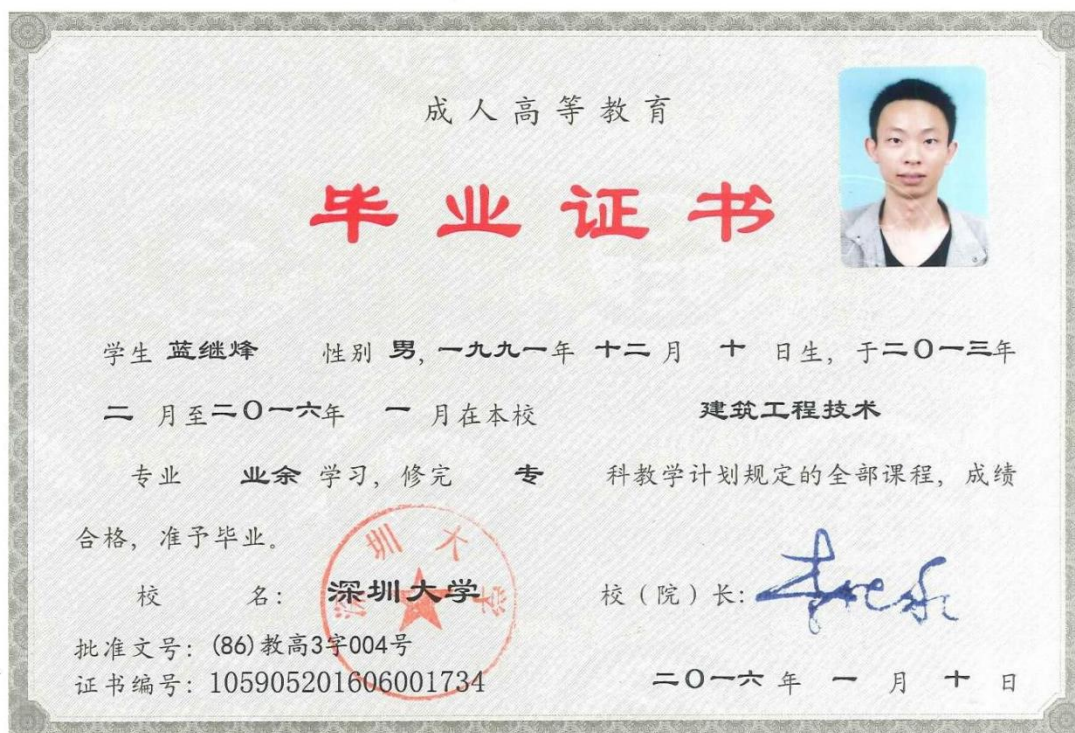 成人高等教育
毕业证书
学生 蓝继烽 性别 男, 一九九一年 十二 月 十 日生, 于二〇一三年
二 月至二〇一六年 一 月在本校 建筑工程技术
专业 业余 学习, 修完 专 科教学计划规定的全部课程, 成绩
合格, 准予毕业。
校 名: 深圳大学 校(院)长:
深圳大学
批准文号: (86)教高3字004号
证书编号: 105905201606001734 二〇一六 年 一 月 十 日